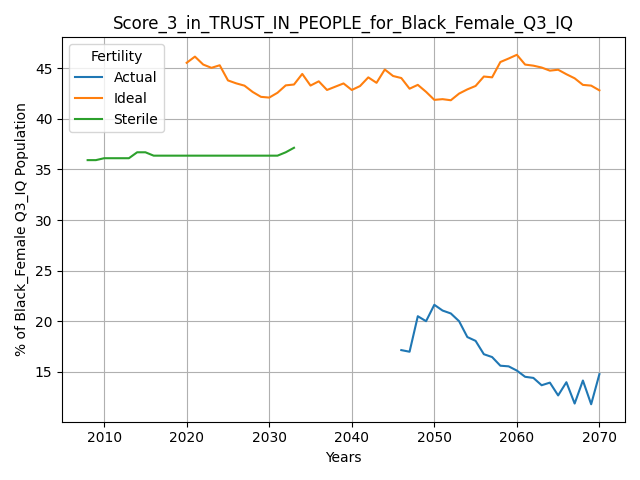 Score_3_in_TRUST_IN_PEOPLE_for_Black_Female_Q3_IQ
Fertility
Actual
Ideal
Sterile
% of Black_Female Q3_IQ Population
45
40
35
30
25
20
15
2010
2020
2030
2040
2050
2060
2070
Years